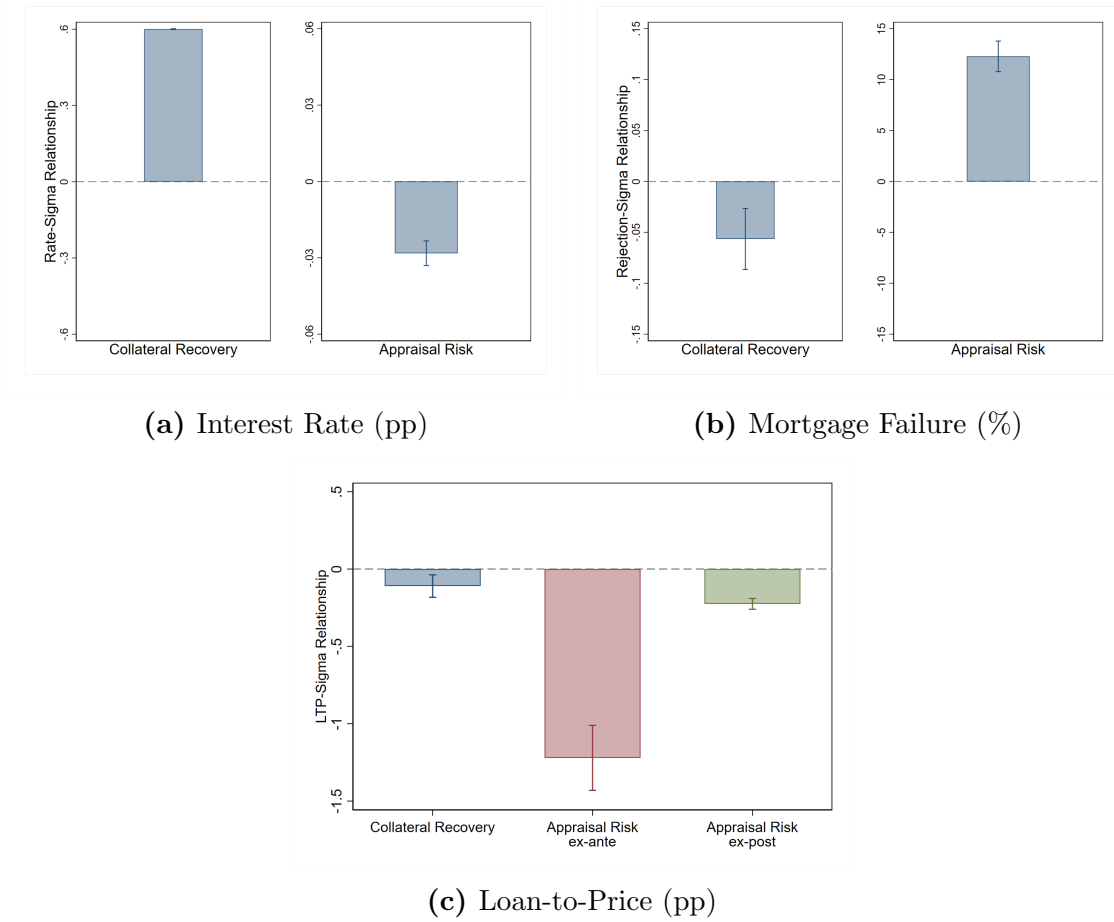 Rate-Sigma Relationship
.6
.3
0
-.3
-.6
Collateral Recovery
.06
.03
0
-.03
-.06
Appraisal Risk
(a) Interest Rate (pp)
Rejection-Sigma Relationship
.15
.1
.05
0
-.05
-.1
-.15
Collateral Recovery
15
10
5
0
-5
-10
-15
Appraisal Risk
(b) Mortgage Failure (%)
LTP-Sigma Relationship
.5
0
-.5
-1
-1.5
Collateral Recovery
Appraisal Risk
ex-ante
Appraisal Risk
ex-post
(c) Loan-to-Price (pp)